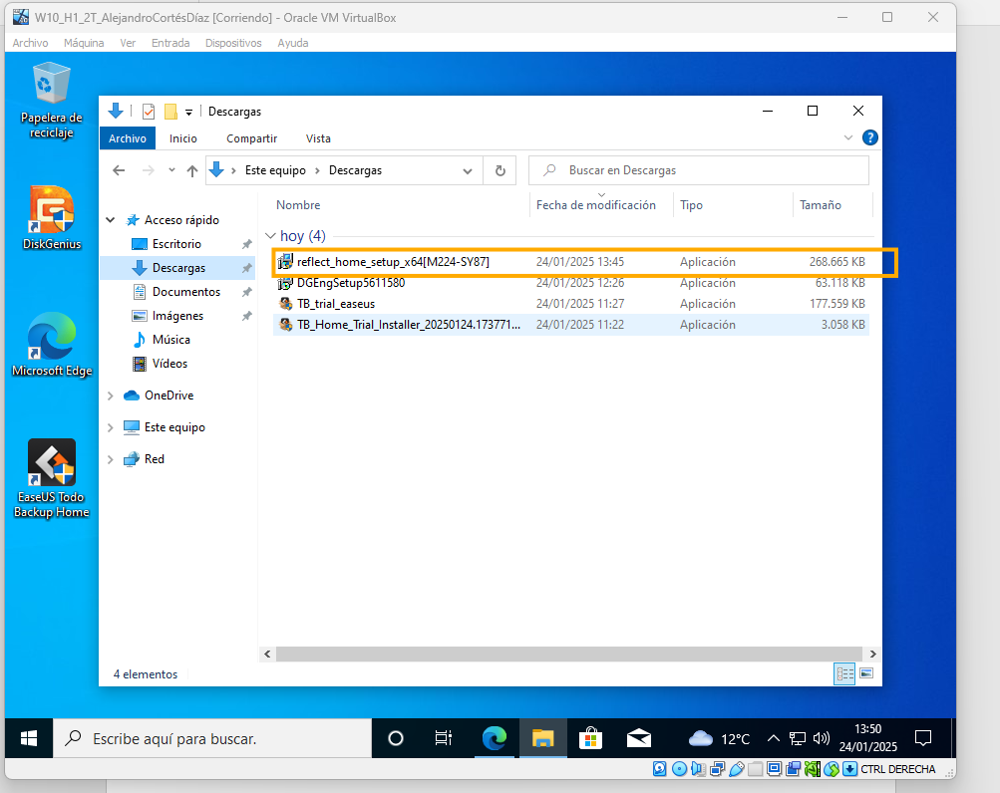 W10_H1_2T_AlejandroCortésDíaz [Corriendo] - Oracle VM VirtualBox
Archivo Máquina Ver Entrada Dispositivos Ayuda
Papelera de
reciclaje
DiskGenius
Microsoft Edge
EaseUS Todo
Backup Home
Descargas
Archivo Inicio Compartir Vista
Este equipo > Descargas
Buscar en Descargas
Nombre Fecha de modificación Tipo Tamaño
hoy (4)
reflect_home_setup_x64[M224-SY87] 24/01/2025 13:45 Aplicación 268.665 KB
DGEngSetup5611580 24/01/2025 12:26 Aplicación 63.118 KB
TB_trial_easeus 24/01/2025 11:27 Aplicación 177.559 KB
TB_Home_Trial_Installer_20250124.173771... 24/01/2025 11:22 Aplicación 3.058 KB
Acceso rápido
Escritorio
Descargas
Documentos
Imágenes
Música
Vídeos
OneDrive
Este equipo
Red
4 elementos
Escribe aquí para buscar.
12°C
13:50
24/01/2025
CTRL DERECHA